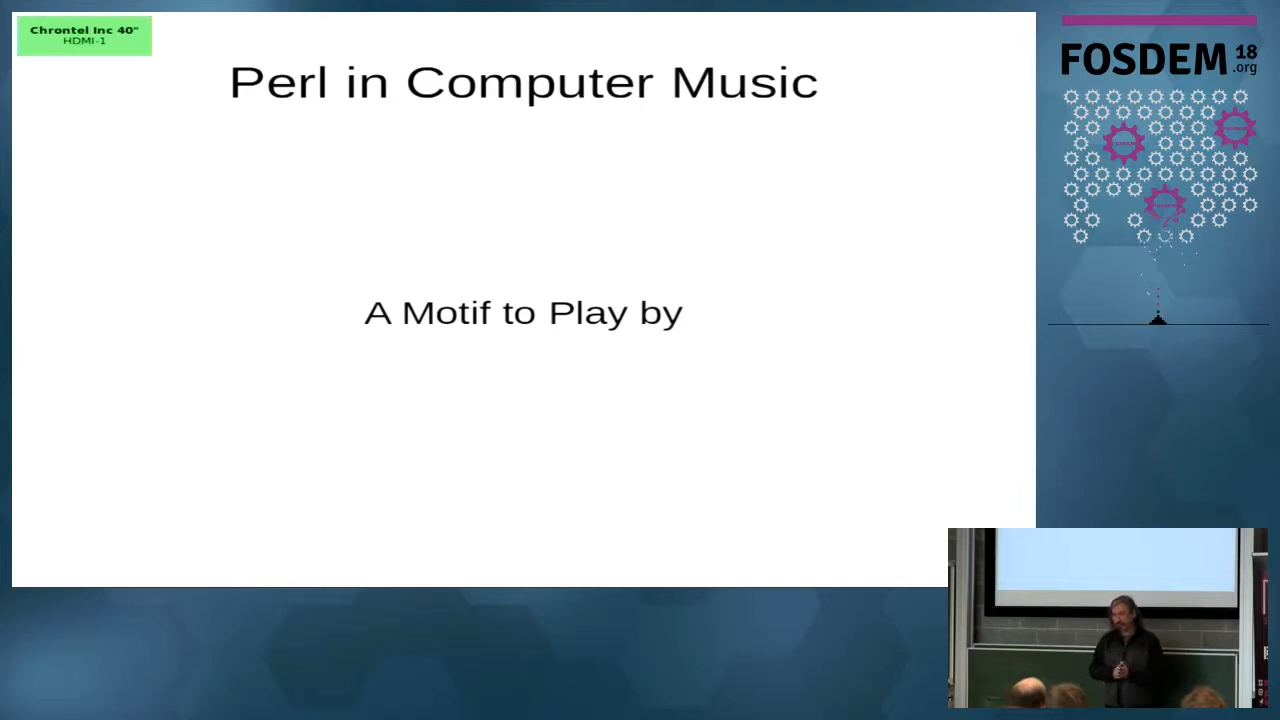 Chrontel Inc 40"
HDMI-1
Perl in Computer Music
A Motif to Play by
FOSDEM 18
.org